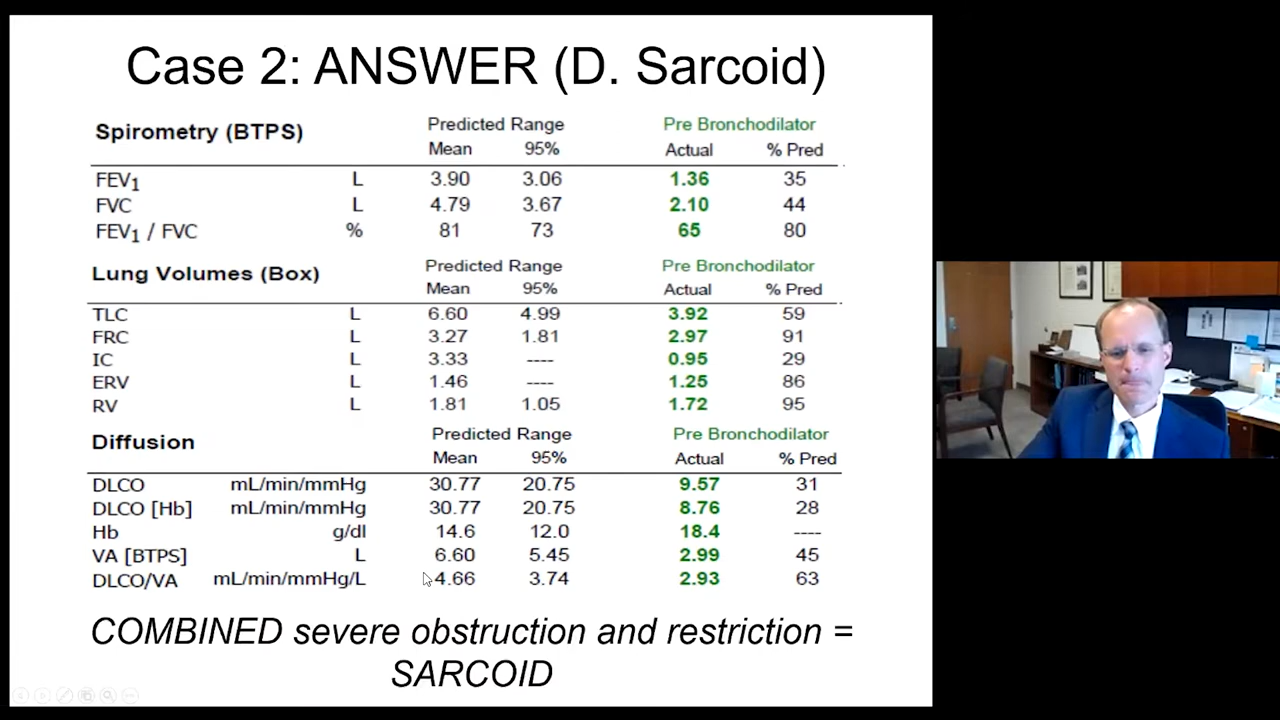 Case 2: ANSWER (D. Sarcoid)
Spirometry (BTPS) Predicted Range Pre Bronchodilator
Mean 95% Actual % Pred
FEV1 L 3.90 3.06 1.36 35
FVC L 4.79 3.67 2.10 44
FEV1 / FVC % 81 73 65 80
Lung Volumes (Box) Predicted Range Pre Bronchodilator
Mean 95% Actual % Pred
TLC L 6.60 4.99 3.92 59
FRC L 3.27 1.81 2.97 91
IC L 3.33 ---- 0.95 29
ERV L 1.46 ---- 1.25 86
RV L 1.81 1.05 1.72 95
Diffusion Predicted Range Pre Bronchodilator
Mean 95% Actual % Pred
DLCO mL/min/mmHg 30.77 20.75 9.57 31
DLCO [Hb] mL/min/mmHg 30.77 20.75 8.76 28
Hb g/dl 14.6 12.0 18.4 ----
VA [BTPS] L 6.60 5.45 2.99 45
DLCO/VA mL/min/mmHg/L 4.66 3.74 2.93 63
COMBINED severe obstruction and restriction =
SARCOID